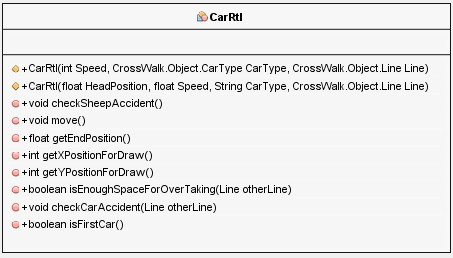 CarRtl
+CarRtl(int Speed, CrossWalk.Object.CarType CarType, CrossWalk.Object.Line Line)
+CarRtl(float HeadPosition, float Speed, String CarType, CrossWalk.Object.Line Line)
+void checkSheepAccident()
+void move()
+float getEndPosition()
+int getXPositionForDraw()
+int getYPositionForDraw()
+boolean isEnoughSpaceForOverTaking(Line otherLine)
+void checkCarAccident(Line otherLine)
+boolean isFirstCar()